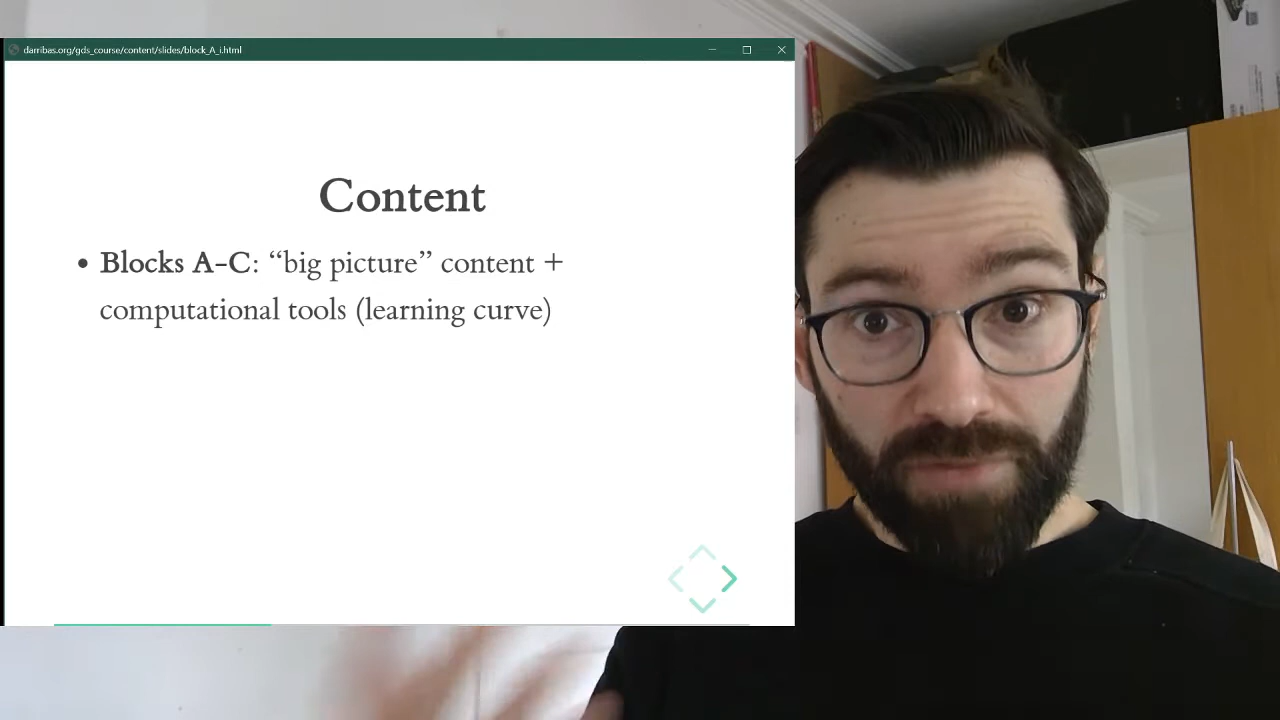 darribas.org/gds_course/content/slides/block_A_i.html
Content
• Blocks A-C: “big picture” content +
computational tools (learning curve)